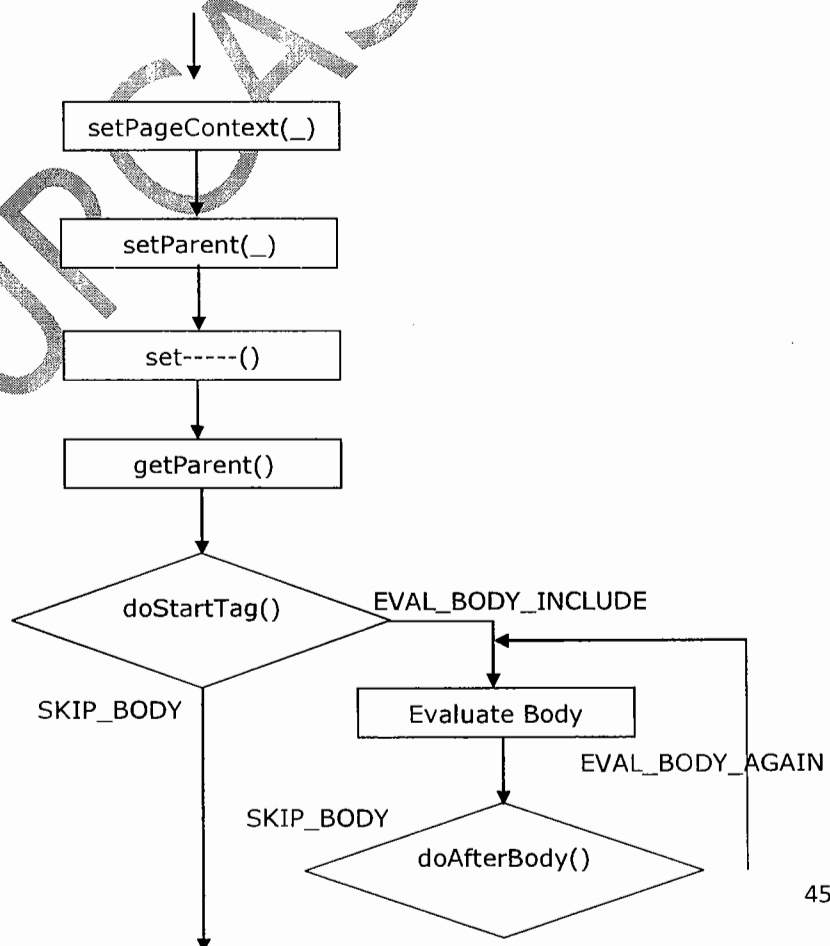 setPageContext(_)
setParent(_)
set-----()
getParent()
doStartTag()
EVAL_BODY_INCLUDE
SKIP_BODY
Evaluate Body
EVAL_BODY_AGAIN
SKIP_BODY
doAfterBody()
45